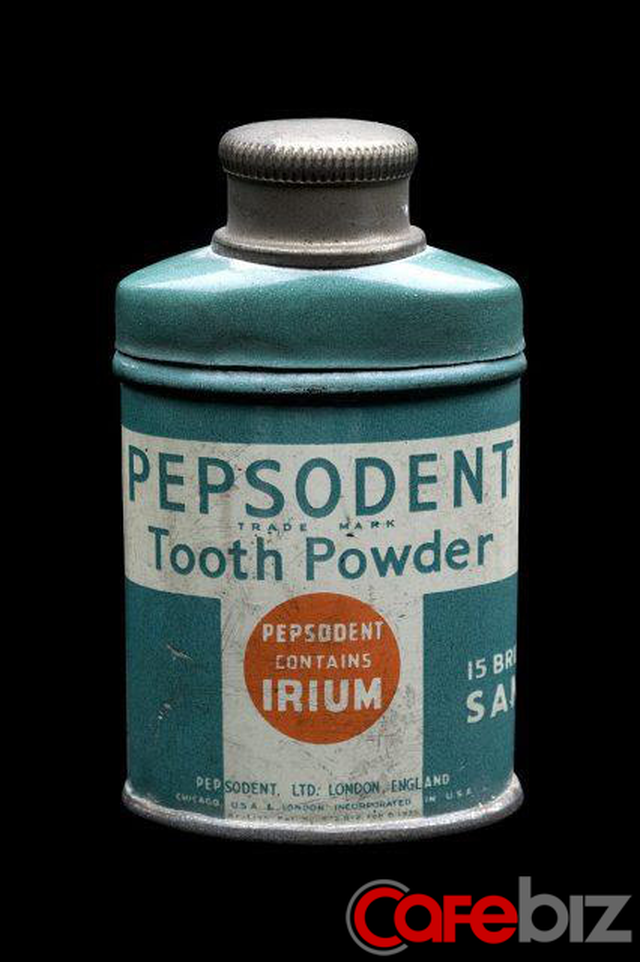 PEPSODENT
TRADE MARK
Tooth Powder
PEPSODENT
CONTAINS
IRIUM
15 BR
SA
PEPSODENT, LTD: LONDON, ENGLAND
CHICAGO, U.S.A. & LONDON INCORPORATED IN U.S.A.
Cafebiz